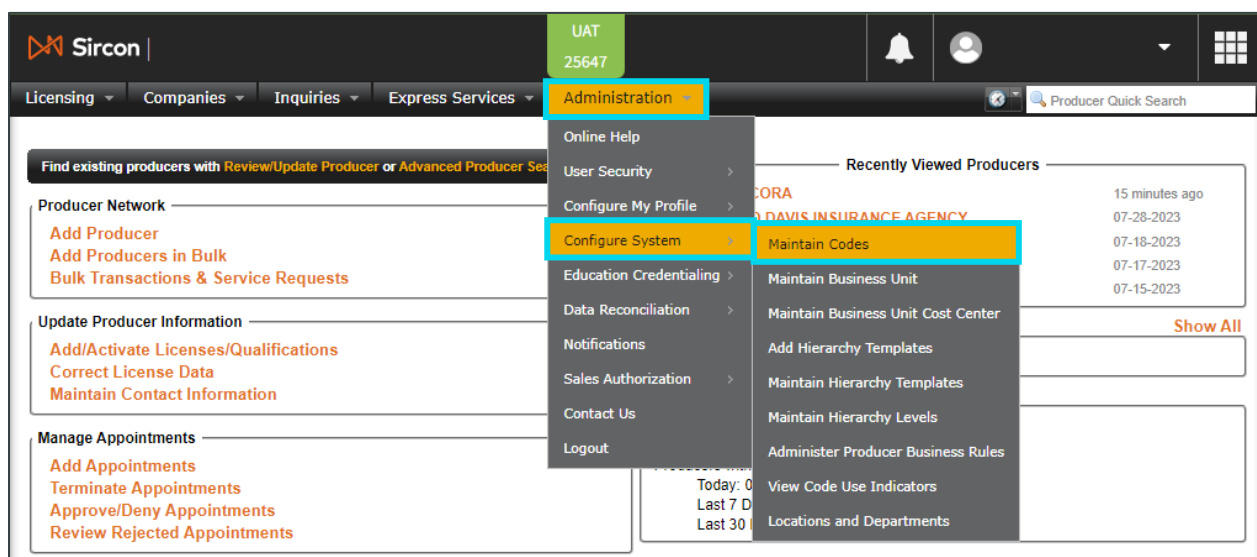 Sircon |
UAT
25647
Licensing
Companies
Inquiries
Express Services
Administration
Producer Quick Search
Find existing producers with Review/Update Producer or Advanced Producer Sea
Producer Network
Add Producer
Add Producers in Bulk
Bulk Transactions & Service Requests
Update Producer Information
Add/Activate Licenses/Qualifications
Correct License Data
Maintain Contact Information
Manage Appointments
Add Appointments
Terminate Appointments
Approve/Deny Appointments
Review Rejected Appointments
Online Help
User Security
Configure My Profile
Configure System
Education Credentialing
Data Reconciliation
Notifications
Sales Authorization
Contact Us
Logout
Maintain Codes
Maintain Business Unit
Maintain Business Unit Cost Center
Add Hierarchy Templates
Maintain Hierarchy Templates
Maintain Hierarchy Levels
Administer Producer Business Rules
View Code Use Indicators
Locations and Departments
Recently Viewed Producers
CORA 15 minutes ago
DAVIS INSURANCE AGENCY 07-28-2023
07-18-2023
07-17-2023
07-15-2023
Show All
Today: 0
Last 7 D
Last 30